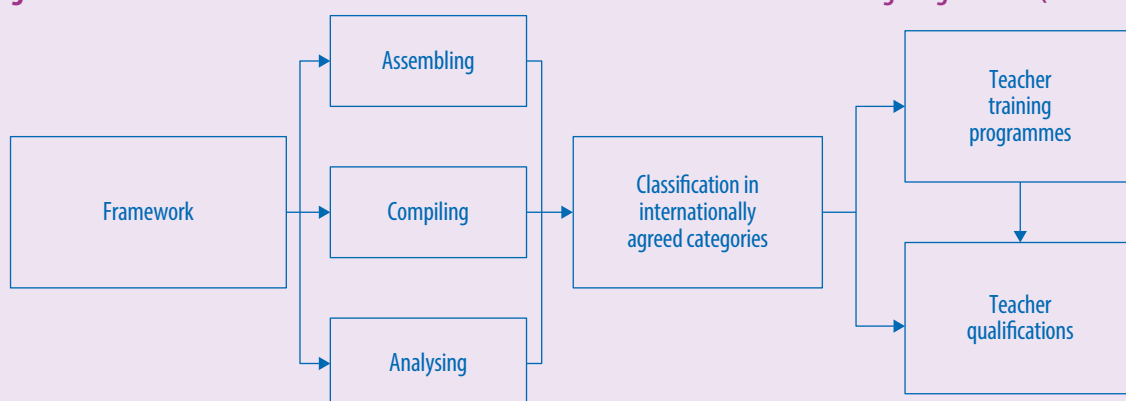 Framework
Assembling
Compiling
Analysing
Classification in
internationally
agreed categories
Teacher
training
programmes
Teacher
qualifications